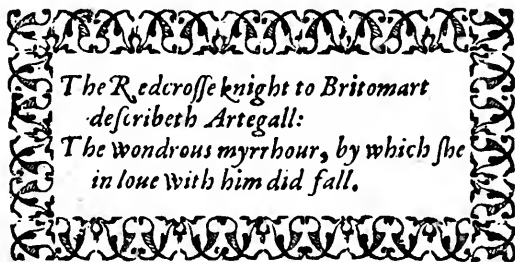 The Redcroſſe knight to Britomart
deſcribeth Artegall:
The wondrous myrrhour, by which ſhe
in loue with him did fall.